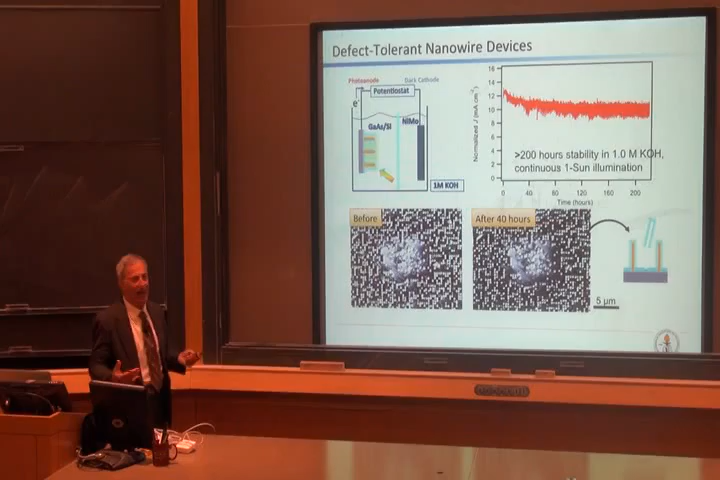 Defect-Tolerant Nanowire Devices
Photoanode
Dark Cathode
Potentiostat
e-
GaAs/Si
NiMo
1M KOH
Normalized J (mA cm-2)
16
14
12
10
8
6
4
2
0
>200 hours stability in 1.0 M KOH,
continuous 1-Sun illumination
0 40 80 120 160 200
Time (hours)
Before
After 40 hours
5 µm